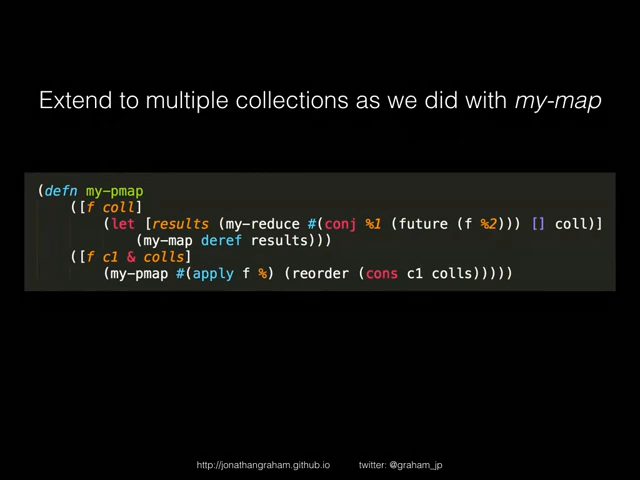 Extend to multiple collections as we did with my-map
(defn my-pmap
([f coll]
(let [results (my-reduce #(conj %1 (future (f %2))) [] coll)]
(my-map deref results)))
([f c1 & colls]
(my-pmap #(apply f %) (reorder (cons c1 colls)))))
http://jonathangraham.github.io twitter: @graham_jp